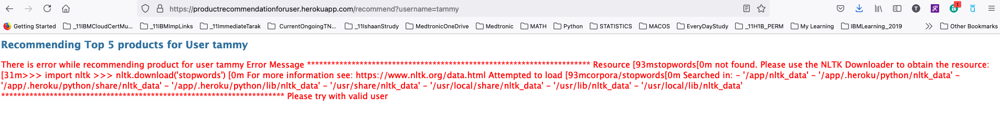 https://productrecommendationforuser.herokuapp.com/recommend?username=tammy
T
R
a
1
Getting Started
_11IBMCloudCertMu...
_11IBMImpLinks
_11ImmediateTarak
CurrentOngoingTN...
_11IshaanStrudy
MedtronicOneDrive
Medtronic
MATH
Python
STATISTICS
MACOS
EveryDayStudy
_11H1B_PERM
My Learning
IBMLearning_2019
Other Bookmarks
Recommending Top 5 products for User tammy
There is error while recommending product for user tammy Error Message ********************************************************************** Resource [93mstopwords[0m not found. Please use the NLTK Downloader to obtain the resource:
[31m>>> import nltk >>> nltk.download('stopwords') [0m For more information see: https://www.nltk.org/data.html Attempted to load [93mcorpora/stopwords[0m Searched in: - '/app/nltk_data' - '/app/.heroku/python/nltk_data' -
'/app/.heroku/python/share/nltk_data' - '/app/.heroku/python/lib/nltk_data' - '/usr/share/nltk_data' - '/usr/local/share/nltk_data' - '/usr/lib/nltk_data' - '/usr/local/lib/nltk_data'
********************************************************************** Please try with valid user